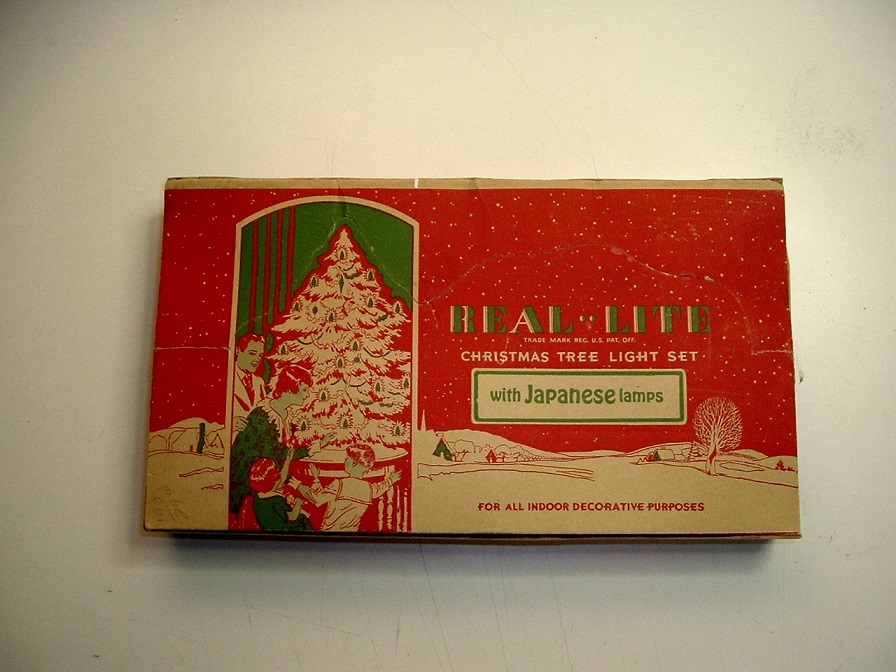 REAL-LITE
TRADE MARK REG. U.S. PAT. OFF.
CHRISTMAS TREE LIGHT SET
with Japanese lamps
FOR ALL INDOOR DECORATIVE PURPOSES